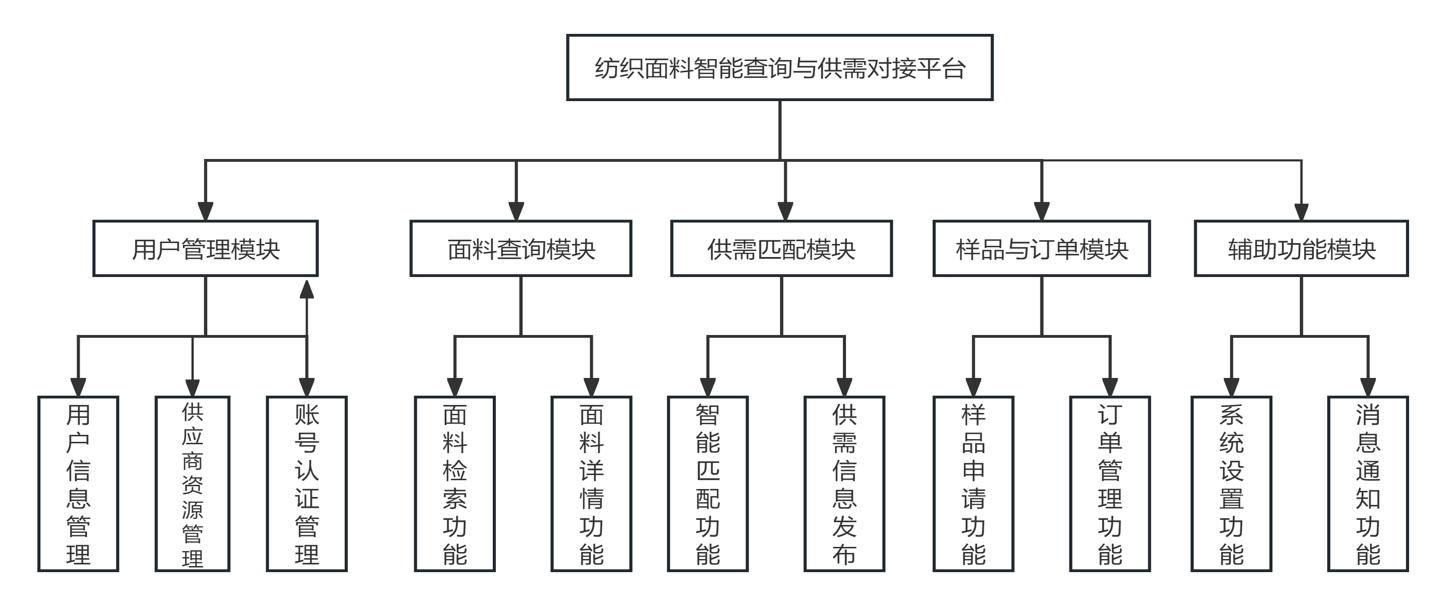 纺织面料智能查询与供需对接平台
用户管理模块
面料查询模块
供需匹配模块
样品与订单模块
辅助功能模块
用户信息管理
供应商资源管理
账号认证管理
面料检索功能
面料详情功能
智能匹配功能
供需信息发布
样品申请功能
订单管理功能
系统设置功能
消息通知功能